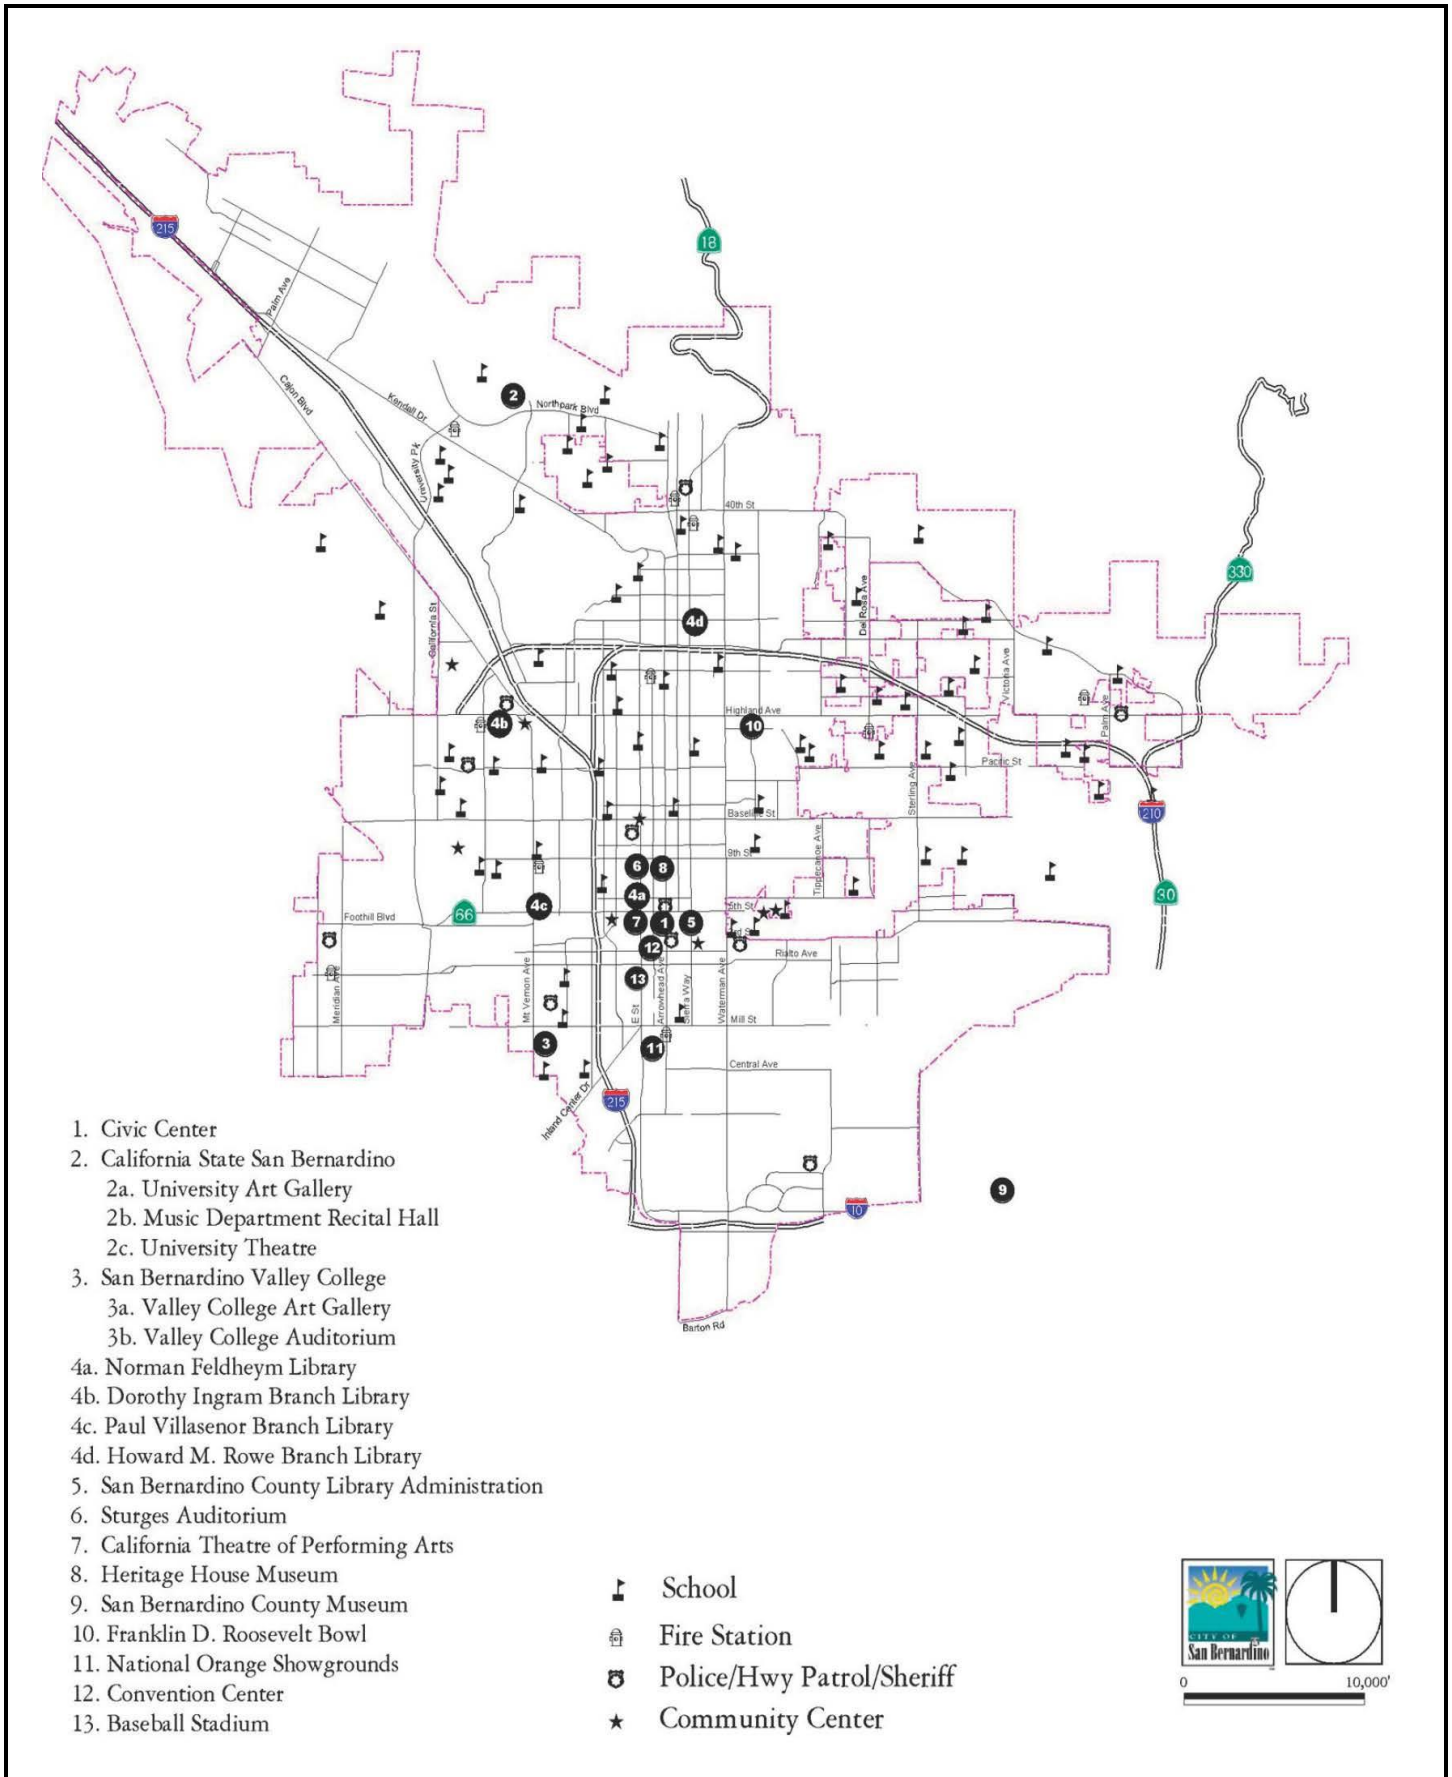 215
18
Palm Ave
Cajon Blvd
Kendall Dr
2
Northpark Blvd
University Pk
40th St
330
California St
4d
Del Rosa Ave
Victoria Ave
Palm Ave
4b
Highland Ave
10
Pacific St
Sterling Ave
210
Baseline St
Tippecanoe Ave
9th St
6
8
4a
30
4c
66
5th St
Foothill Blvd
7
1
5
12
Rialto Ave
13
Meridian Ave
Mt Vernon Ave
E St
Arrowhead Ave
Sierra Way
Waterman Ave
Mill St
3
11
Central Ave
215
Inland Center Dr
9
10
Barton Rd
1. Civic Center
2. California State San Bernardino
2a. University Art Gallery
2b. Music Department Recital Hall
2c. University Theatre
3. San Bernardino Valley College
3a. Valley College Art Gallery
3b. Valley College Auditorium
4a. Norman Feldheym Library
4b. Dorothy Ingram Branch Library
4c. Paul Villasenor Branch Library
4d. Howard M. Rowe Branch Library
5. San Bernardino County Library Administration
6. Sturges Auditorium
7. California Theatre of Performing Arts
8. Heritage House Museum
9. San Bernardino County Museum
10. Franklin D. Roosevelt Bowl
11. National Orange Showgrounds
12. Convention Center
13. Baseball Stadium
School
Fire Station
Police/Hwy Patrol/Sheriff
Community Center
CITY OF
San Bernardino
0 10,000'